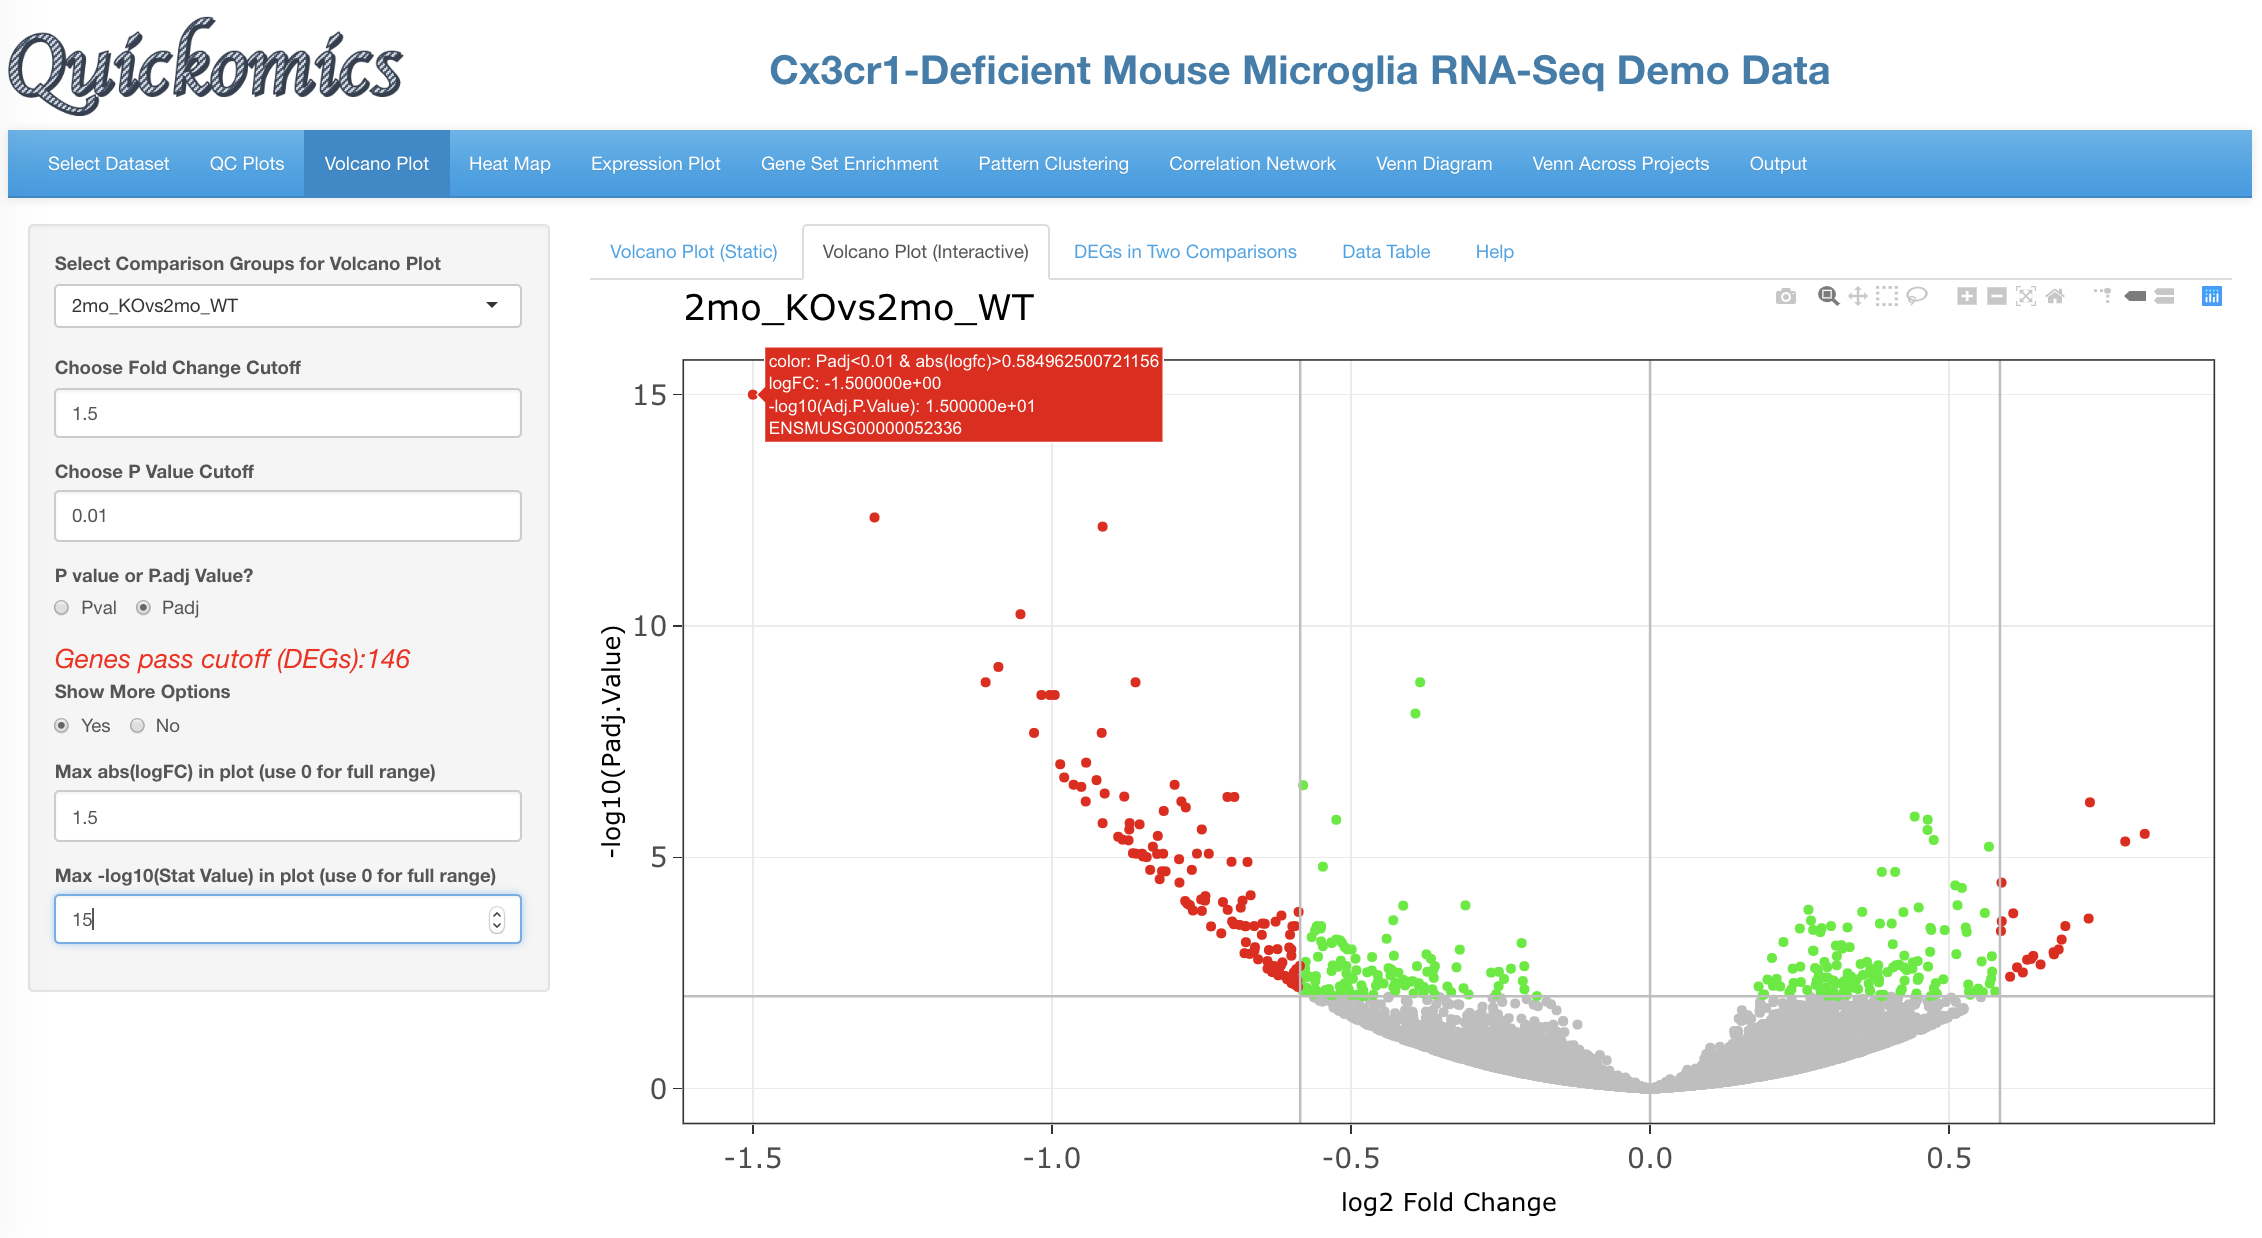 Quickomics
Cx3cr1-Deficient Mouse Microglia RNA-Seq Demo Data
Select Dataset QC Plots Volcano Plot Heat Map Expression Plot Gene Set Enrichment Pattern Clustering Correlation Network Venn Diagram Venn Across Projects Output
Select Comparison Groups for Volcano Plot
2mo_KOvs2mo_WT
Choose Fold Change Cutoff
1.5
Choose P Value Cutoff
0.01
P value or P.adj Value?
Pval Padj
Genes pass cutoff (DEGs):146
Show More Options
Yes No
Max abs(logFC) in plot (use 0 for full range)
1.5
Max -log10(Stat Value) in plot (use 0 for full range)
15
Volcano Plot (Static) Volcano Plot (Interactive) DEGs in Two Comparisons Data Table Help
2mo_KOvs2mo_WT
color: Padj<0.01 & abs(logfc)>0.584962500721156
logFC: -1.500000e+00
-log10(Adj.P.Value): 1.500000e+01
ENSMUSG00000052336
-log10(Padj.Value)
15
10
5
0
-1.5 -1.0 -0.5 0.0 0.5
log2 Fold Change